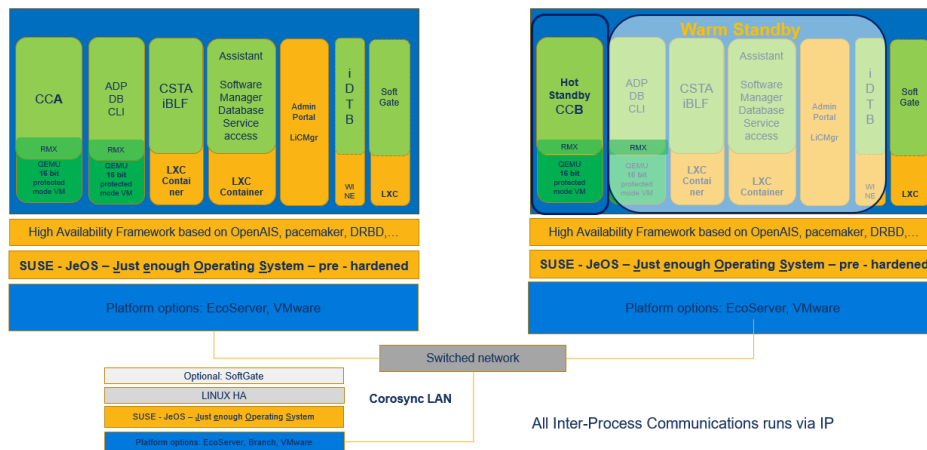 CCA
RMX
QEMU
16 bit
protected
mode VM
ADP
DB
CLI
RMX
QEMU
16 bit
protected
mode VM
CSTA
iBLF
LXC
Contai
ner
Assistant
Software
Manager
Database
Service
access
LXC
Container
Admin
Portal
LiCMgr
i
D
T
B
WI
NE
Soft
Gate
LXC
High Availability Framework based on OpenAIS, pacemaker, DRBD,...
SUSE - JeOS – Just enough Operating System – pre - hardened
Platform options: EcoServer, VMware
Warm Standby
Hot
Standby
CCB
RMX
QEMU
16 bit
protected
mode VM
ADP
DB
CLI
RMX
QEMU
16 bit
protected
mode VM
CSTA
iBLF
LXC
Contai
ner
Assistant
Software
Manager
Database
Service
access
LXC
Container
Admin
Portal
LiCMgr
i
D
T
B
WI
NE
Soft
Gate
LXC
High Availability Framework based on OpenAIS, pacemaker, DRBD,...
SUSE - JeOS – Just enough Operating System – pre - hardened
Platform options: EcoServer, VMware
Switched network
Optional: SoftGate
LINUX HA
SUSE - JeOS – Just enough Operating System
Platform options: EcoServer, Branch, VMware
Corosync LAN
All Inter-Process Communications runs via IP